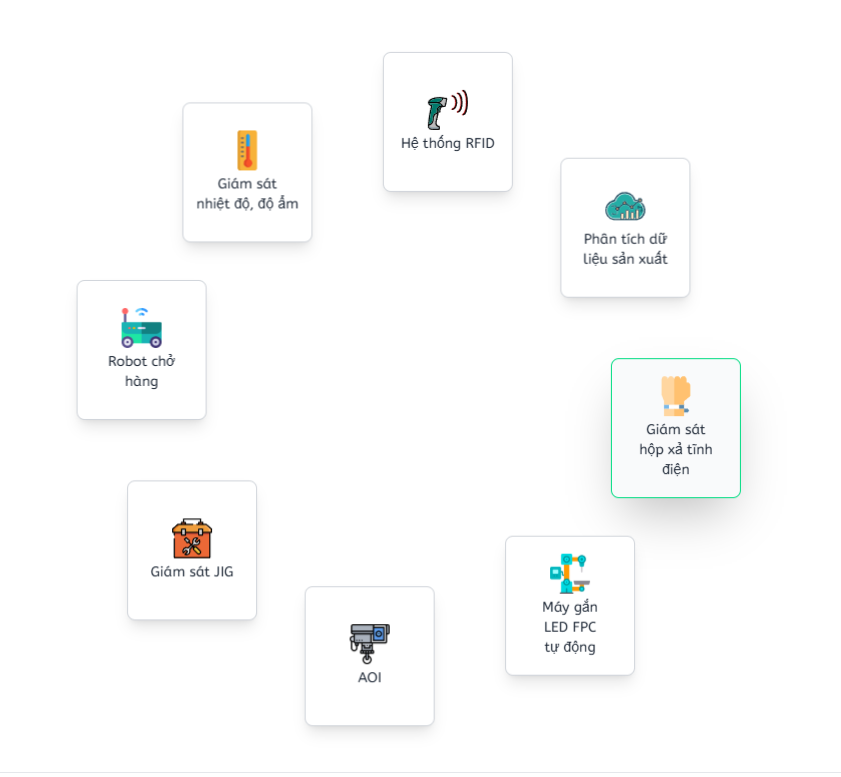 Hệ thống RFID
Giám sát
nhiệt độ, độ ẩm
Phân tích dữ
liệu sản xuất
Robot chở
hàng
Giám sát
hộp xả tĩnh
điện
Giám sát JIG
Máy gắn
LED FPC
tự động
AOI